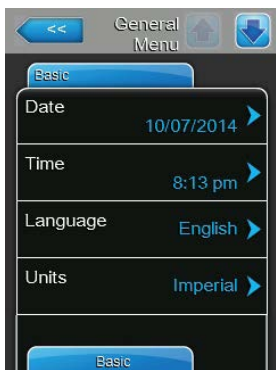 <<
General
Menu
Basic
Date
10/07/2014
Time
8:13 pm
Language
English
Units
Imperial
Basic